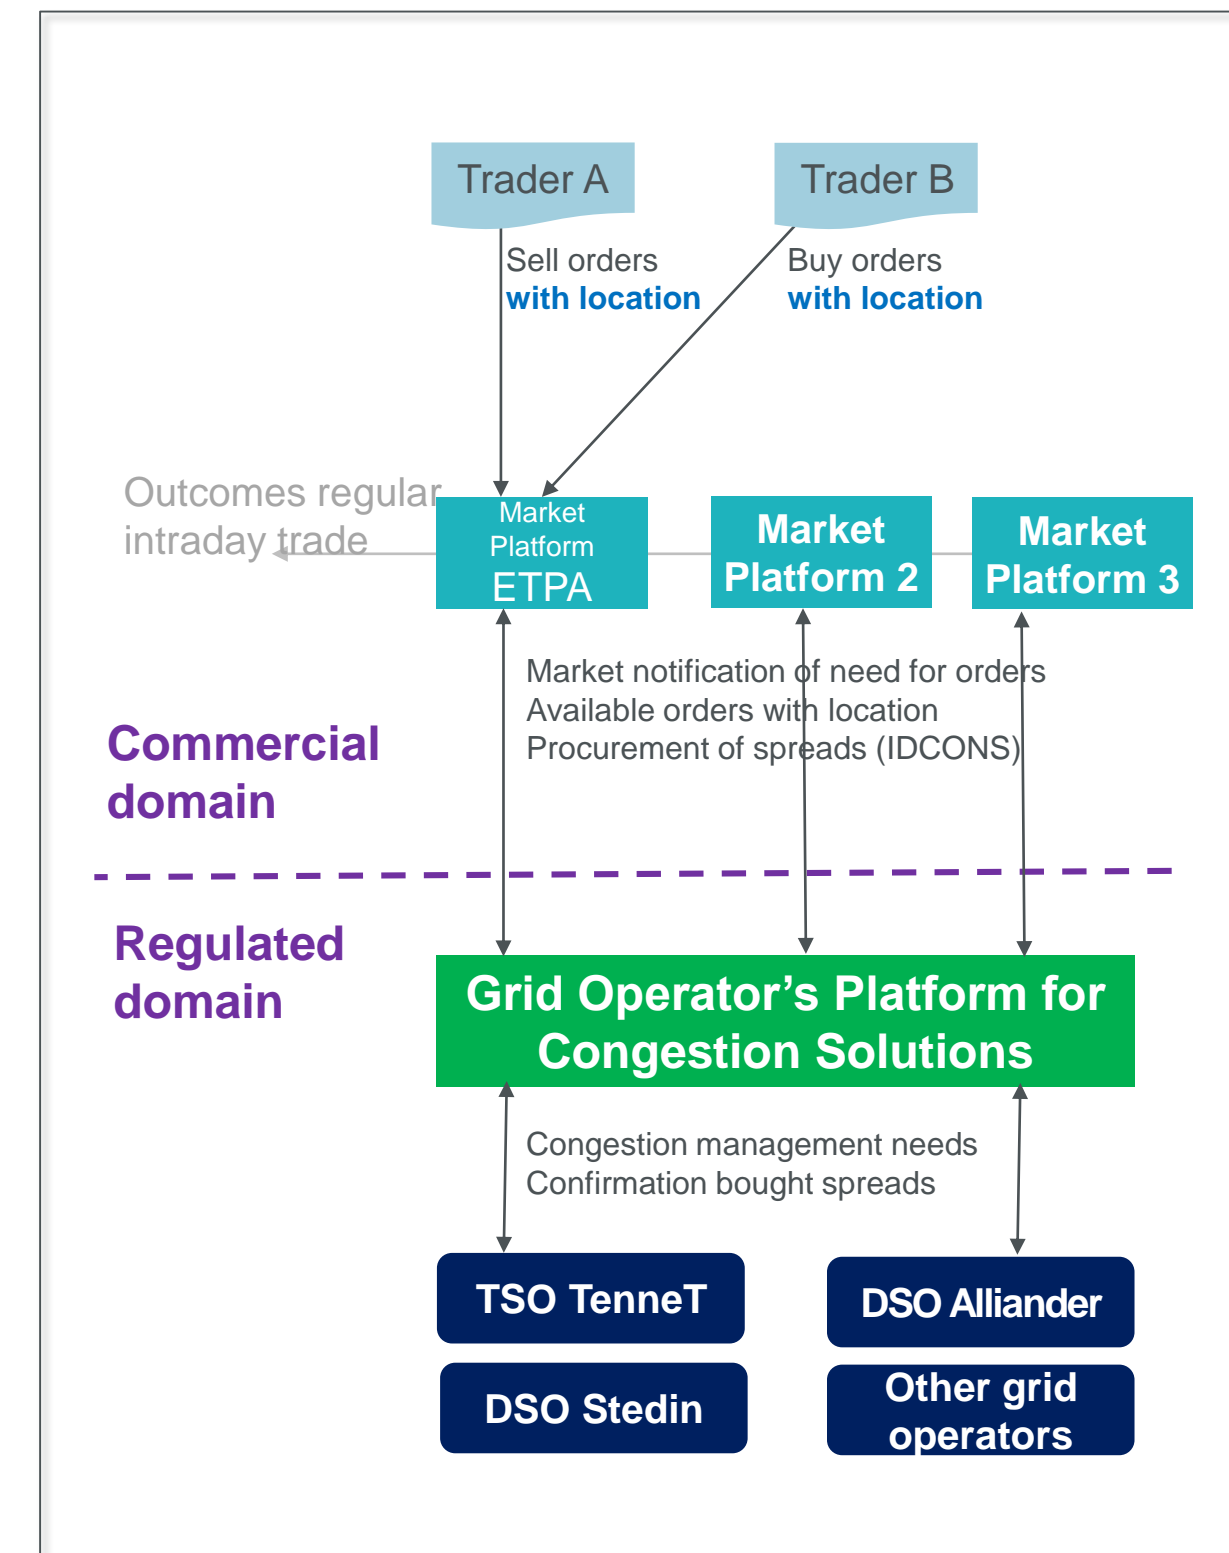 Trader A
Trader B
Sell orders
with location
Buy orders
with location
Outcomes regular
intraday trade
Market
Platform
ETPA
Market
Platform 2
Market
Platform 3
Market notification of need for orders
Available orders with location
Procurement of spreads (IDCONS)
Commercial
domain
Regulated
domain
Grid Operator’s Platform for
Congestion Solutions
Congestion management needs
Confirmation bought spreads
TSO TenneT
DSO Alliander
DSO Stedin
Other grid
operators